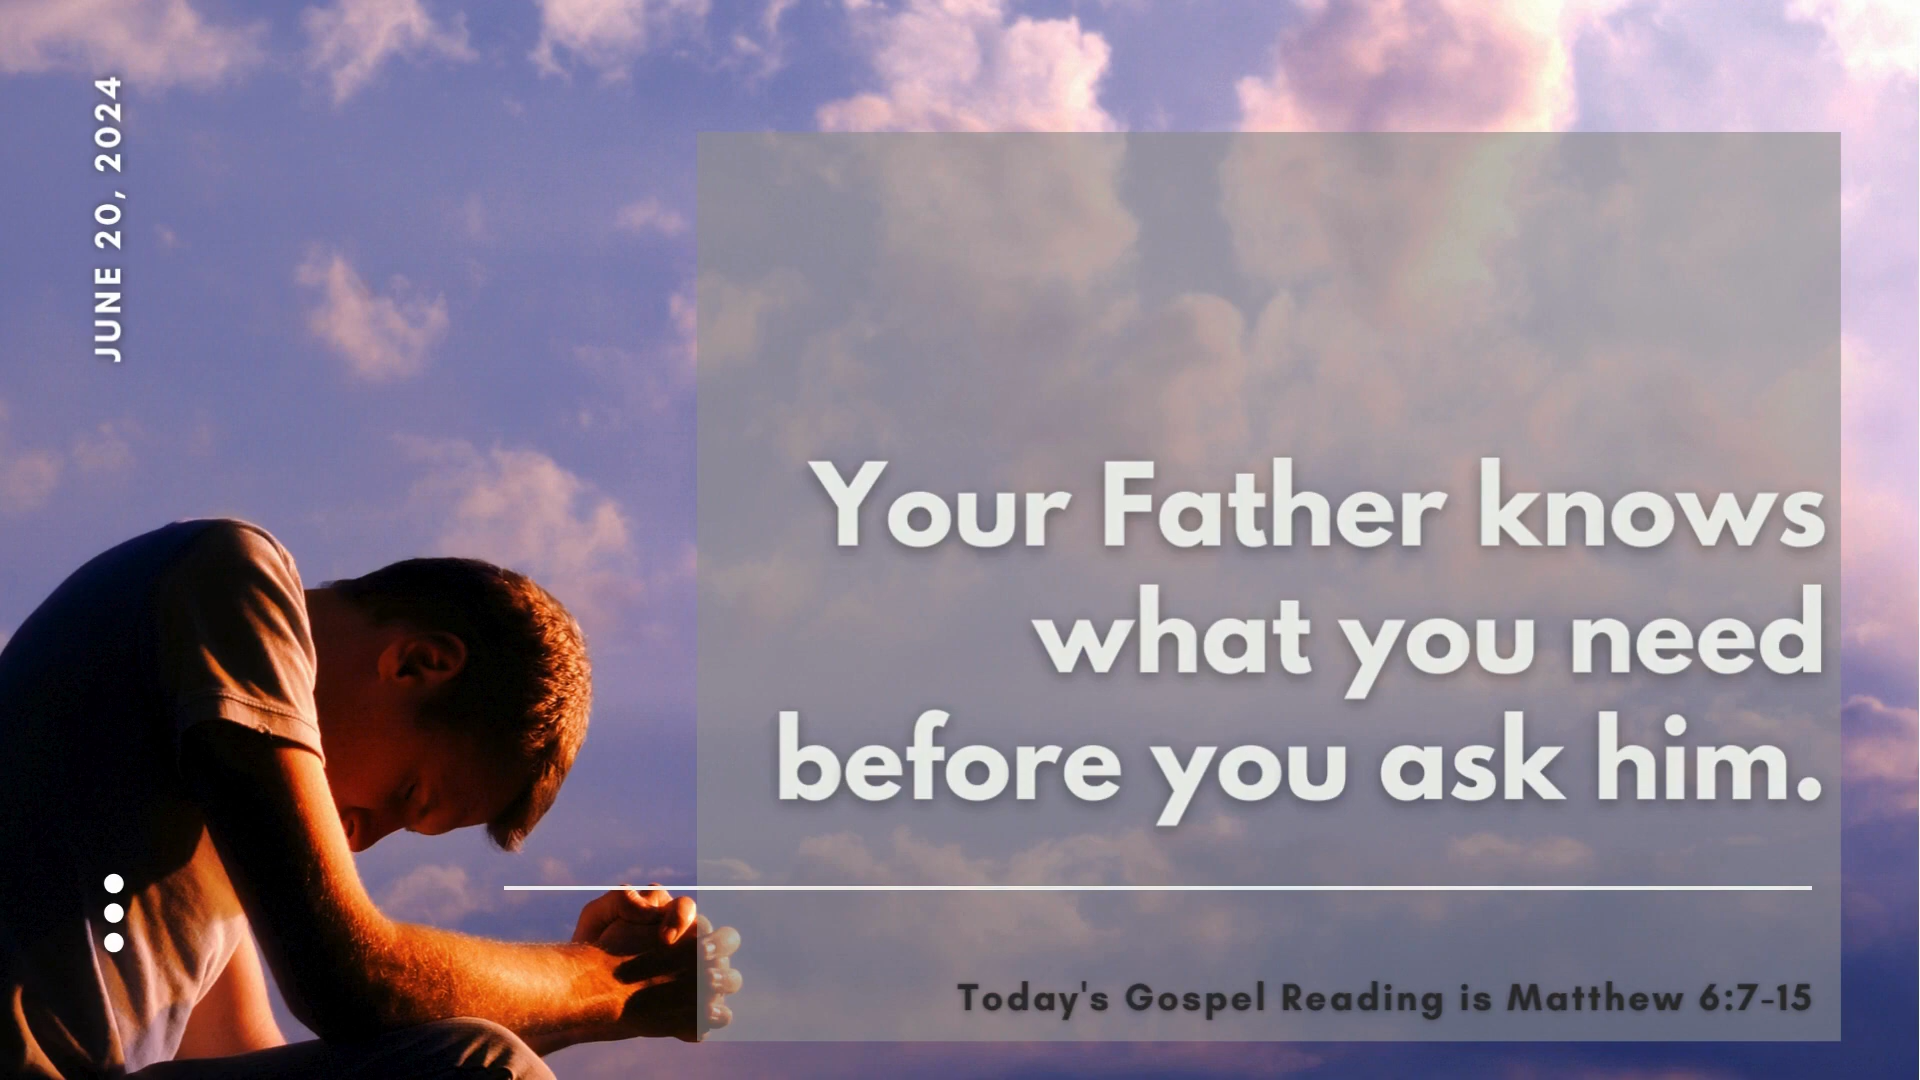 JUNE 20, 2024
Your Father knows
what you need
before you ask him.
Today's Gospel Reading is Matthew 6:7-15